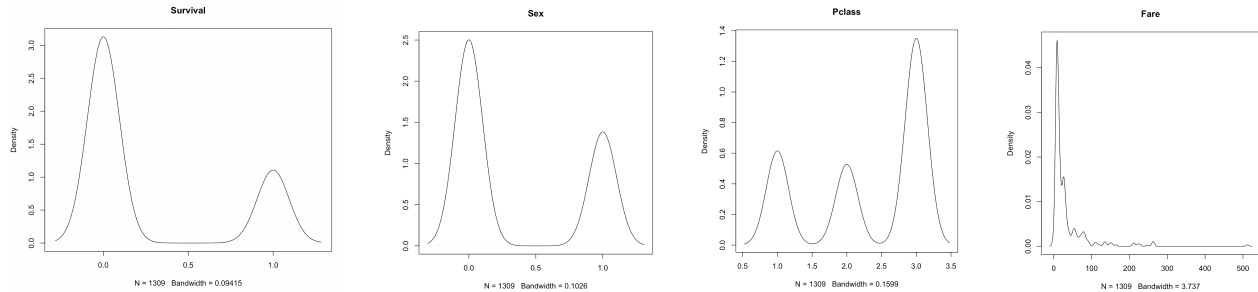 Survival
Density
0.0 0.5 1.0 1.5 2.0 2.5 3.0
0.0 0.5 1.0
N = 1309 Bandwidth = 0.09415
Sex
Density
0.0 0.5 1.0 1.5 2.0 2.5
0.0 0.5 1.0
N = 1309 Bandwidth = 0.1026
Pclass
Density
0.0 0.2 0.4 0.6 0.8 1.0 1.2 1.4
0.5 1.0 1.5 2.0 2.5 3.0 3.5
N = 1309 Bandwidth = 0.1599
Fare
Density
0.00 0.01 0.02 0.03 0.04
0 100 200 300 400 500
N = 1309 Bandwidth = 3.737